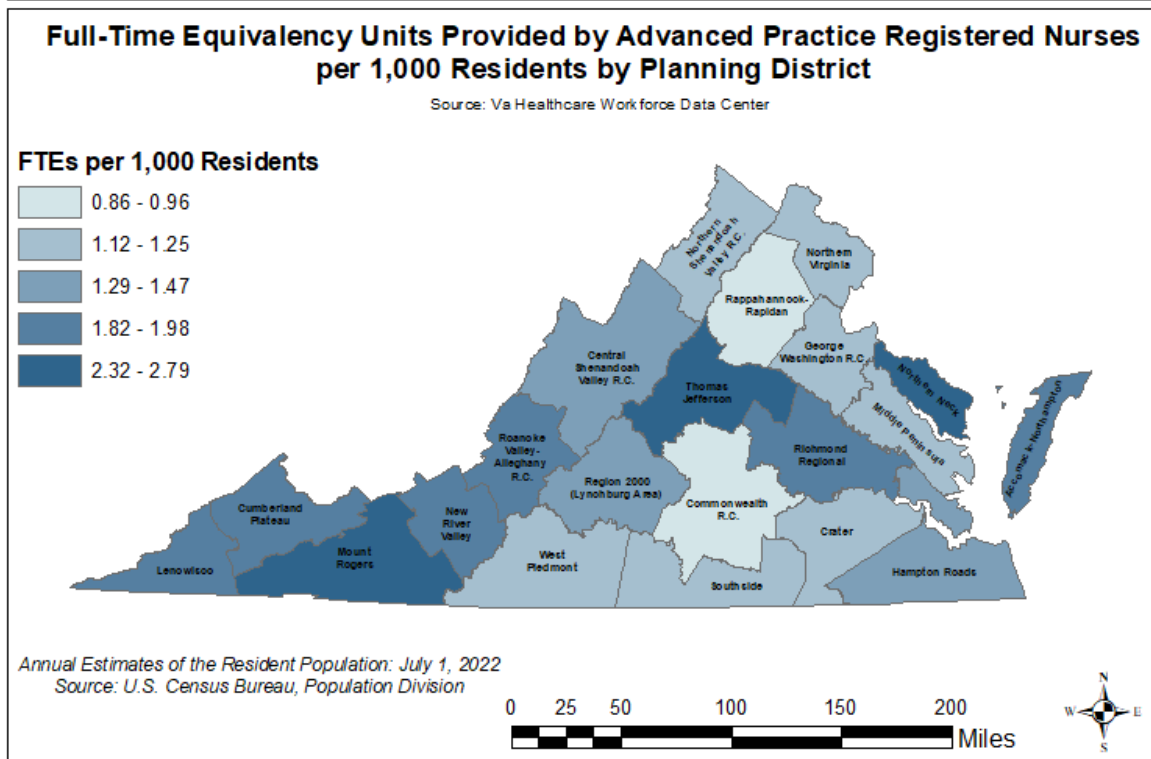 Full-Time Equivalency Units Provided by Advanced Practice Registered Nurses
per 1,000 Residents by Planning District
Source: Va Healthcare Workforce Data Center
FTEs per 1,000 Residents
0.86 - 0.96
1.12 - 1.25
1.29 - 1.47
1.82 - 1.98
2.32 - 2.79
Northern
Shenandoah
Valley R.C.
Northern
Virginia
Rappahannock-
Rapidan
George
Washington R.C.
Central
Shenandoah
Valley R.C.
Thomas
Jefferson
Northern Neck
Middle Peninsula
Accomack-Northampton
Roanoke
Valley-
Alleghany
R.C.
Richmond
Regional
Region 2000
(Lynchburg Area)
Commonwealth
R.C.
Cumberland
Plateau
New
River
Valley
Crater
Mount
Rogers
West
Piedmont
Lenowisco
Southside
Hampton Roads
Annual Estimates of the Resident Population: July 1, 2022
Source: U.S. Census Bureau, Population Division
0 25 50 100 150 200
Miles
N
W E
S